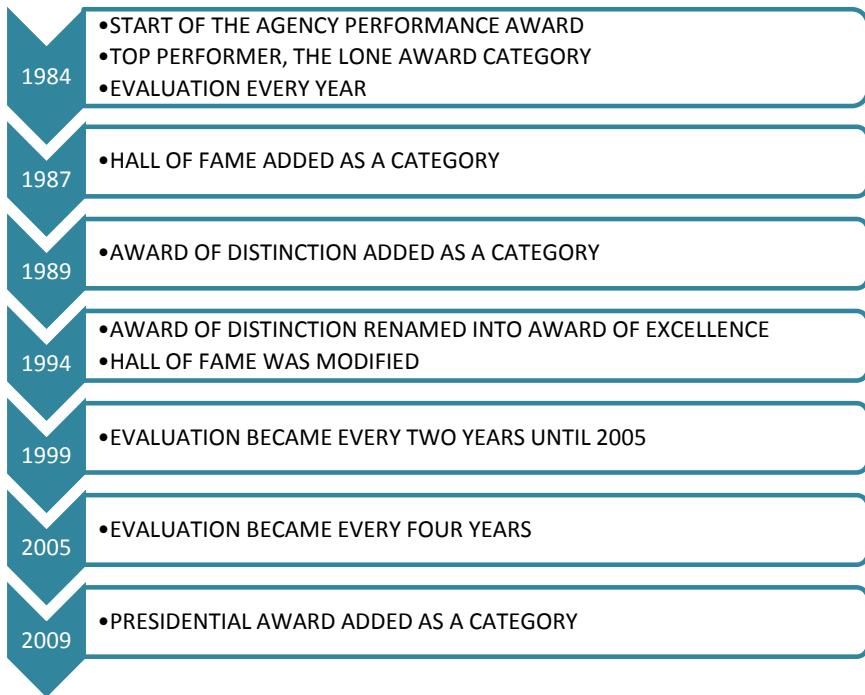 1984
•START OF THE AGENCY PERFORMANCE AWARD
•TOP PERFORMER, THE LONE AWARD CATEGORY
•EVALUATION EVERY YEAR
1987
•HALL OF FAME ADDED AS A CATEGORY
1989
•AWARD OF DISTINCTION ADDED AS A CATEGORY
1994
•AWARD OF DISTINCTION RENAMED INTO AWARD OF EXCELLENCE
•HALL OF FAME WAS MODIFIED
1999
•EVALUATION BECAME EVERY TWO YEARS UNTIL 2005
2005
•EVALUATION BECAME EVERY FOUR YEARS
2009
•PRESIDENTIAL AWARD ADDED AS A CATEGORY